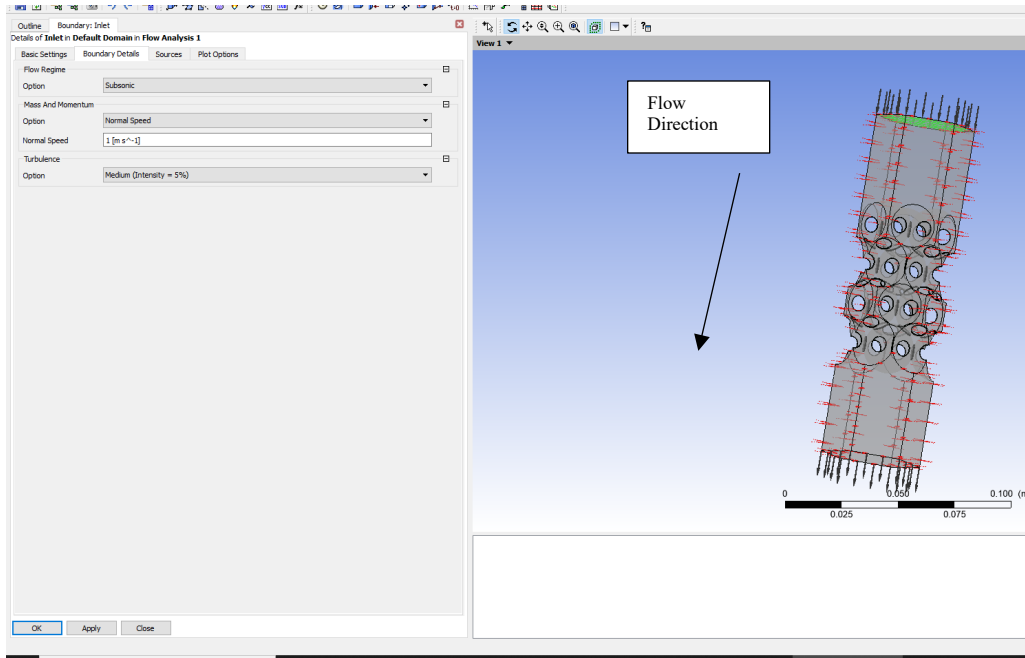 Outline Boundary: Inlet
Details of Inlet in Default Domain in Flow Analysis 1
Basic Settings Boundary Details Sources Plot Options
Flow Regime
Option Subsonic
Mass And Momentum
Option Normal Speed
Normal Speed 1 [m s^-1]
Turbulence
Option Medium (Intensity = 5%)
OK Apply Close
View 1
Flow
Direction
0 0.050 0.100 (m
0.025 0.075